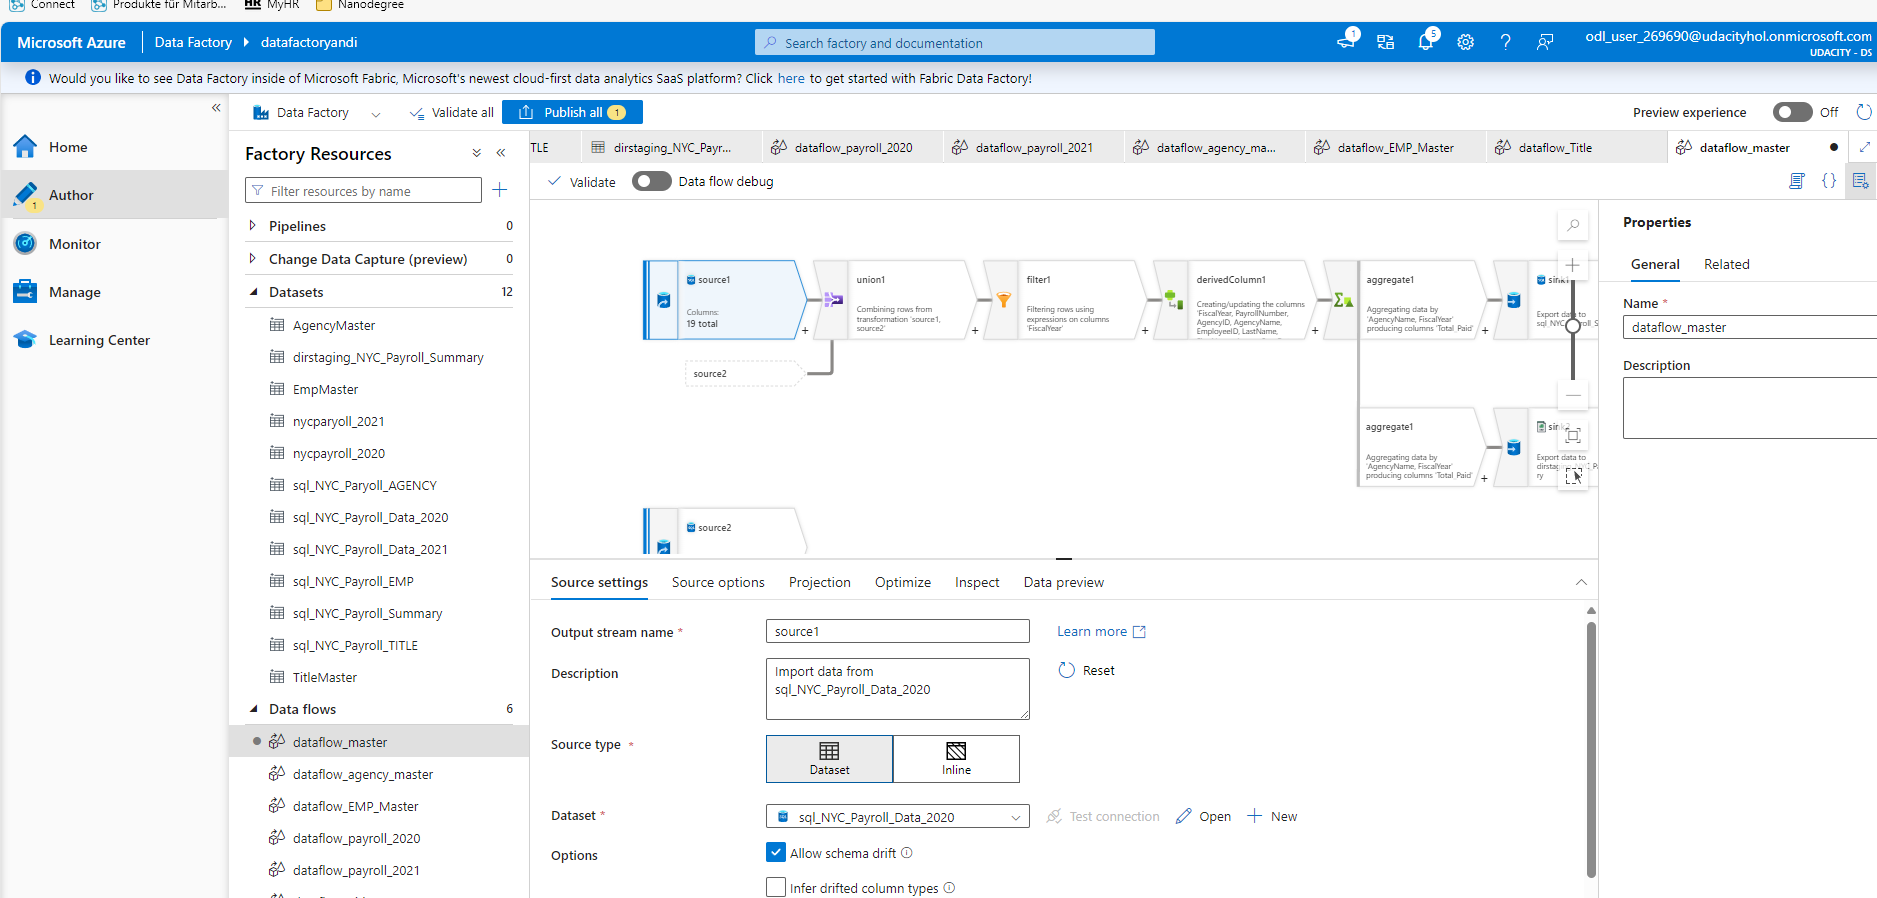 Connect
Produkte für Mitarb...
HR MyHR
Nanodegree
Microsoft Azure
Data Factory
datafactoryandi
Search factory and documentation
1
5
odl_user_269690@udacityhol.onmicrosoft.com
UDACITY - DS
Would you like to see Data Factory inside of Microsoft Fabric, Microsoft's newest cloud-first data analytics SaaS platform? Click here to get started with Fabric Data Factory!
Home
Author
1
Monitor
Manage
Learning Center
Data Factory
Validate all
Publish all 1
Preview experience
Off
Factory Resources
Filter resources by name
Pipelines 0
Change Data Capture (preview) 0
Datasets 12
AgencyMaster
dirstaging_NYC_Payroll_Summary
EmpMaster
nycparyoll_2021
nycpayroll_2020
sql_NYC_Paryoll_AGENCY
sql_NYC_Payroll_Data_2020
sql_NYC_Payroll_Data_2021
sql_NYC_Payroll_EMP
sql_NYC_Payroll_Summary
sql_NYC_Payroll_TITLE
TitleMaster
Data flows 6
dataflow_master
dataflow_agency_master
dataflow_EMP_Master
dataflow_payroll_2020
dataflow_payroll_2021
TLE
dirstaging_NYC_Payr...
dataflow_payroll_2020
dataflow_payroll_2021
dataflow_agency_ma...
dataflow_EMP_Master
dataflow_Title
dataflow_master
Validate
Data flow debug
{}
source1
Columns:
19 total
+
union1
Combining rows from
transformation 'source1,
source2'
+
filter1
Filtering rows using
expressions on columns
'FiscalYear'
+
derivedColumn1
Creating/updating the columns
'FiscalYear, PayrollNumber,
AgencyID, AgencyName,
EmployeeID, LastName,
+
aggregate1
Aggregating data by
'AgencyName, FiscalYear'
producing columns 'Total_Paid'
+
sink1
Export data to
source2
aggregate1
Aggregating data by
'AgencyName, FiscalYear'
producing columns 'Total_Paid'
+
Export data to
source2
Source settings
Source options
Projection
Optimize
Inspect
Data preview
Output stream name *
source1
Learn more
Description
Import data from
sql_NYC_Payroll_Data_2020
Reset
Source type *
Dataset
Inline
Dataset *
sql_NYC_Payroll_Data_2020
Test connection
Open
New
Options
Allow schema drift
Infer drifted column types
Properties
General
Related
Name *
dataflow_master
Description